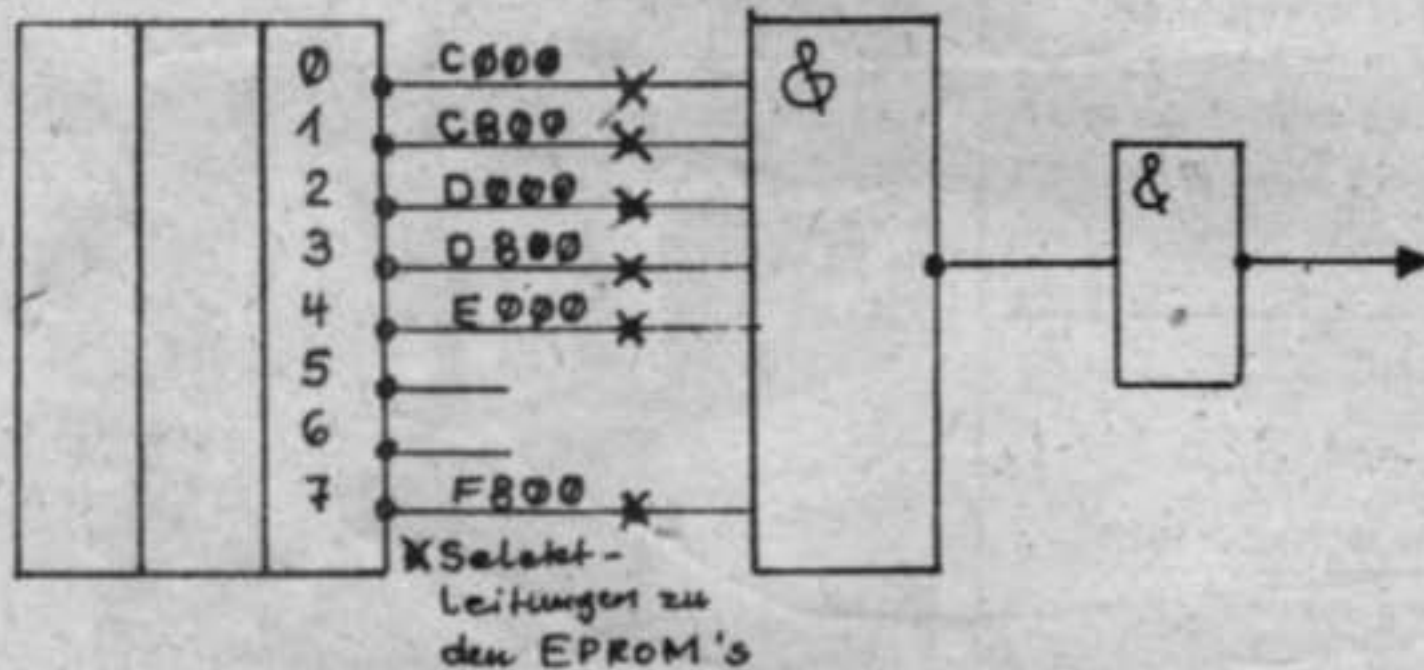 0 C000 &
1 C800 &
2 D000
3 D800
4 E000
5
6
7 F800
*Selekt-
Leitungen zu
den EPROM's